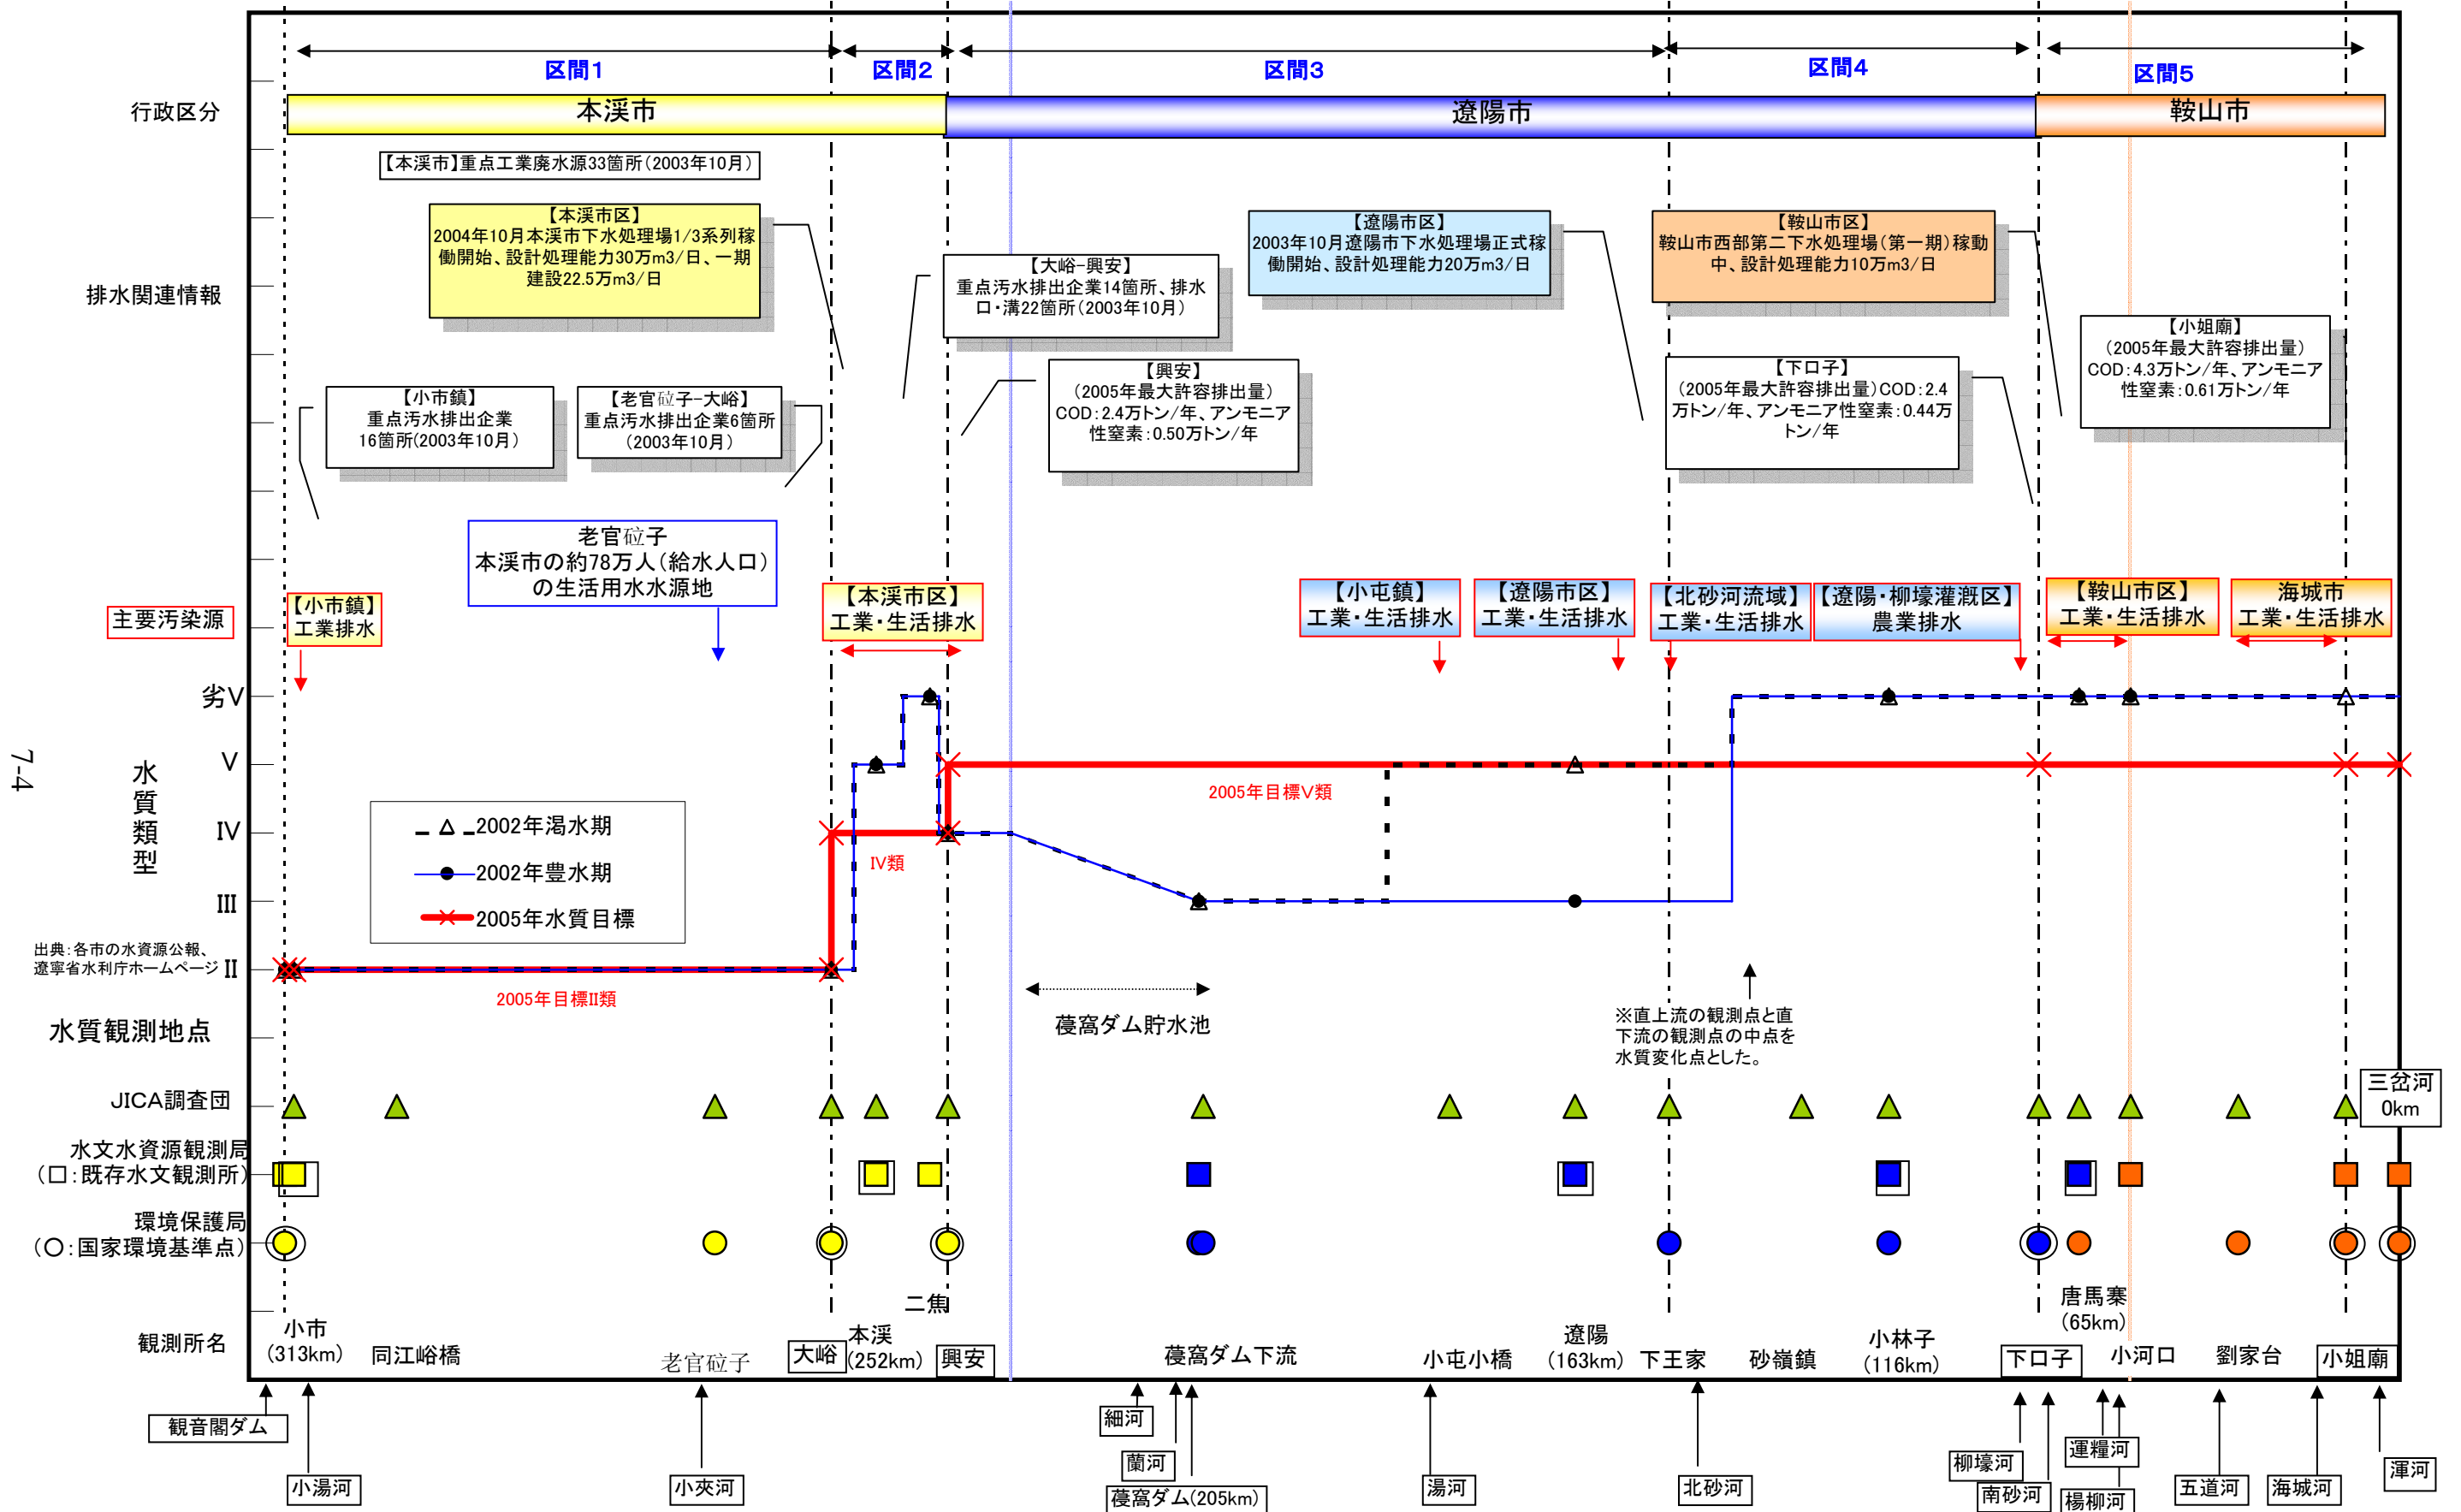 区間1
区間2
区間3
区間4
区間5
行政区分
本渓市
遼陽市
鞍山市
【本渓市】重点工業廃水源33箇所(2003年10月)
排水関連情報
【本渓市区】
2004年10月本渓市下水処理場1/3系列稼
働開始、設計処理能力30万m3/日、一期
建設22.5万m3/日
【大峪-興安】
重点汚水排出企業14箇所、排水
口・溝22箇所(2003年10月)
【遼陽市区】
2003年10月遼陽市下水処理場正式稼
働開始、設計処理能力20万m3/日
【鞍山市区】
鞍山市西部第二下水処理場(第一期)稼動
中、設計処理能力10万m3/日
【小姐廟】
(2005年最大許容排出量)
COD:4.3万トン/年、アンモニア
性窒素:0.61万トン/年
【小市鎮】
重点汚水排出企業
16箇所(2003年10月)
【老官砬子-大峪】
重点汚水排出企業6箇所
(2003年10月)
【興安】
(2005年最大許容排出量)
COD:2.4万トン/年、アンモニア
性窒素:0.50万トン/年
【下口子】
(2005年最大許容排出量)COD:2.4
万トン/年、アンモニア性窒素:0.44万
トン/年
老官砬子
本渓市の約78万人(給水人口)
の生活用水水源地
主要汚染源
【小市鎮】
工業排水
【本渓市区】
工業・生活排水
【小屯鎮】
工業・生活排水
【遼陽市区】
工業・生活排水
【北砂河流域】
工業・生活排水
【遼陽・柳壕灌漑区】
農業排水
【鞍山市区】
工業・生活排水
海城市
工業・生活排水
水質類型
劣V
V
IV
III
II
2002年渇水期
2002年豊水期
2005年水質目標
2005年目標V類
IV類
2005年目標II類
出典:各市の水資源公報、
遼寧省水利庁ホームページ
7-4
葠窩ダム貯水池
※直上流の観測点と直
下流の観測点の中点を
水質変化点とした。
水質観測地点
JICA調査団
三岔河
0km
水文水資源観測局
(□:既存水文観測所)
環境保護局
(○:国家環境基準点)
観測所名
小市
(313km)
同江峪橋
老官砬子
大峪
本渓
(252km)
二焦
興安
葠窩ダム下流
小屯小橋
遼陽
(163km)
下王家
砂嶺鎮
小林子
(116km)
下口子
唐馬寨
(65km)
小河口
劉家台
小姐廟
観音閣ダム
小湯河
小夾河
細河
蘭河
葠窩ダム(205km)
湯河
北砂河
柳壕河
南砂河
運糧河
楊柳河
五道河
海城河
渾河